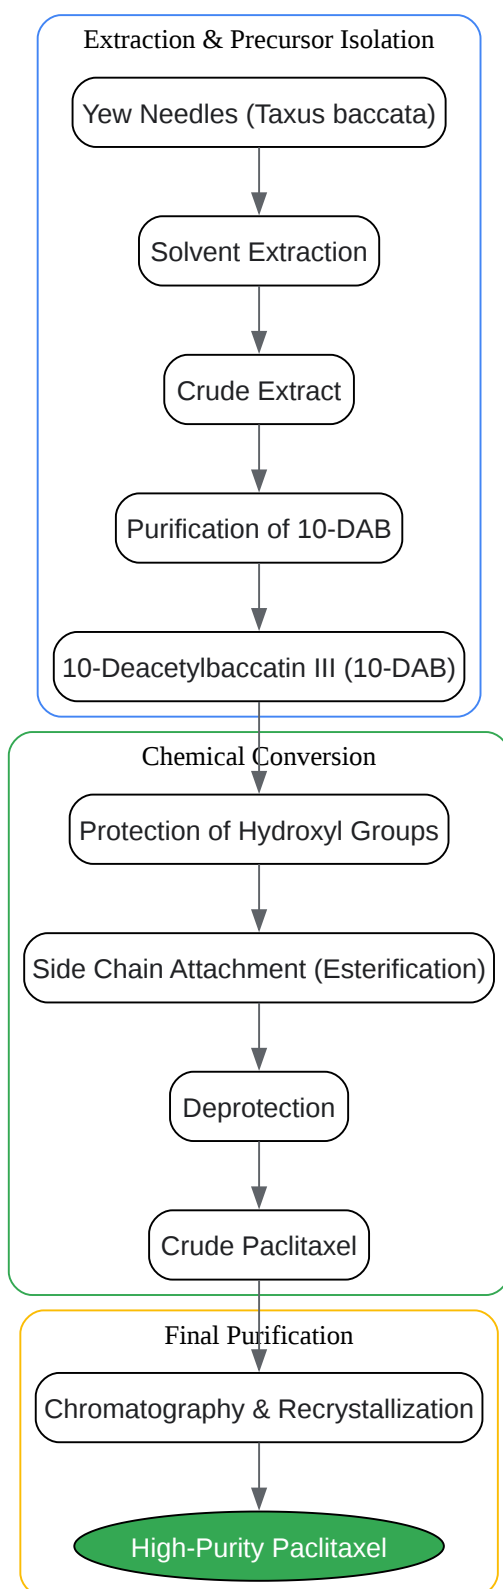 Extraction & Precursor Isolation
Yew Needles (Taxus baccata)
Solvent Extraction
Crude Extract
Purification of 10-DAB
10-Deacetylbaccatin III (10-DAB)
Chemical Conversion
Protection of Hydroxyl Groups
Side Chain Attachment (Esterification)
Deprotection
Crude Paclitaxel
Final Purification
Chromatography & Recrystallization
High-Purity Paclitaxel